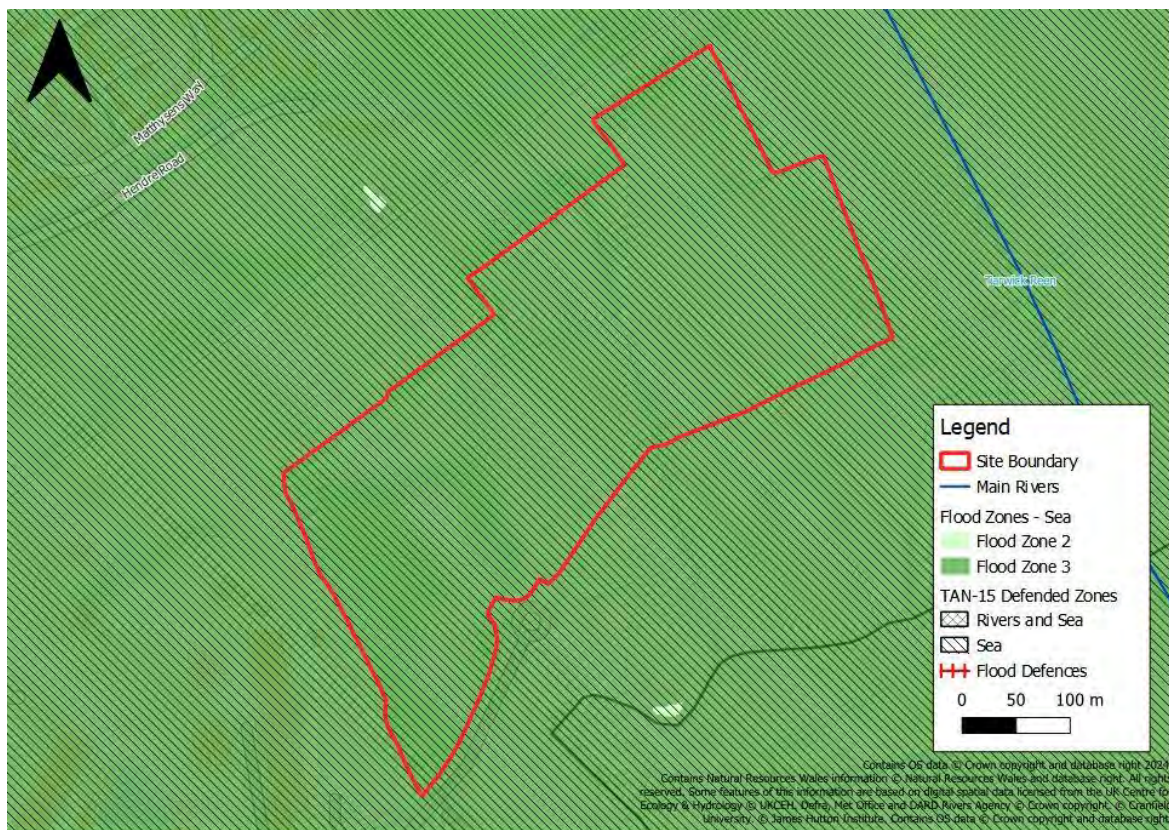 Matthysens Way
Hendre Road
Torwick Reen
Legend
Site Boundary
Main Rivers
Flood Zones - Sea
Flood Zone 2
Flood Zone 3
TAN-15 Defended Zones
Rivers and Sea
Sea
Flood Defences
0 50 100 m
Contains OS data © Crown copyright and database right 2024
Contains Natural Resources Wales information © Natural Resources Wales and database right. All rights
reserved. Some features of this information are based on digital spatial data licensed from the UK Centre for
Ecology & Hydrology © UKCEH, Defra, Met Office and DARD Rivers Agency © Crown copyright. © Cranfield
University. © James Hutton Institute. Contains OS data © Crown copyright and database right